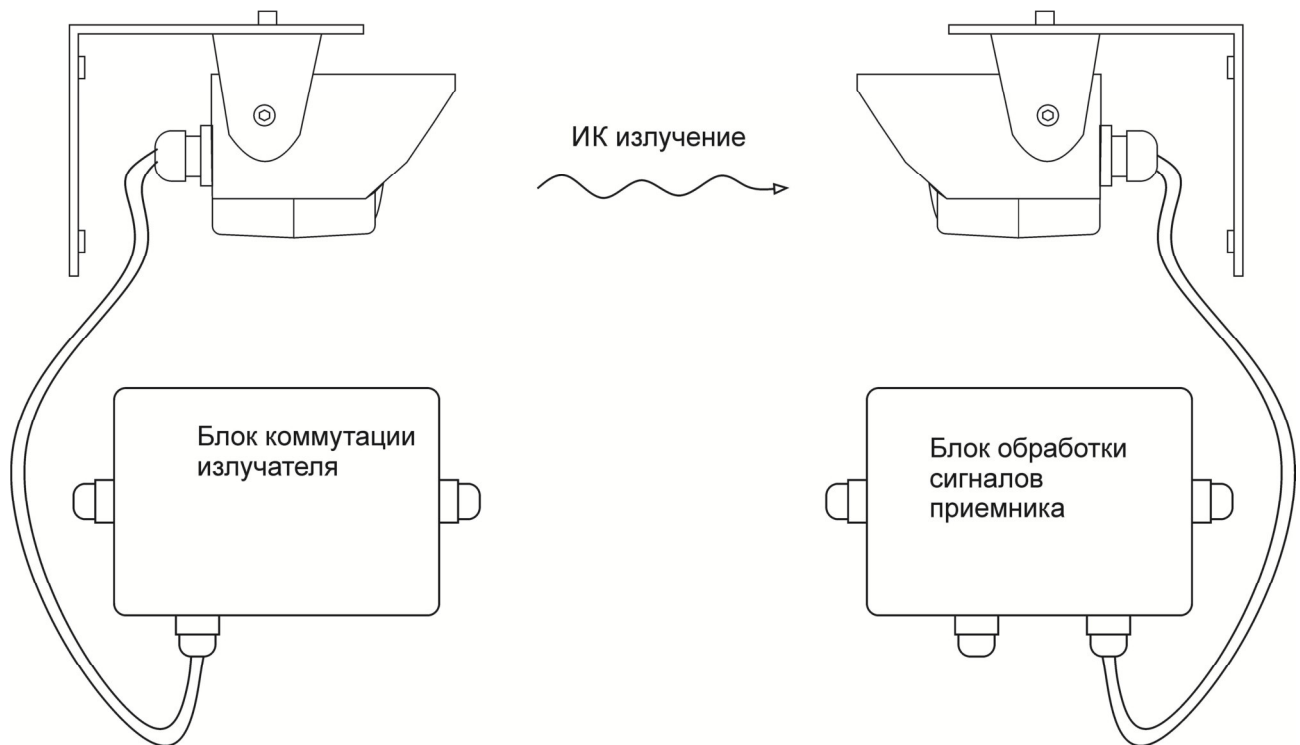 ИК излучение
Блок коммутации
излучателя
Блок обработки
сигналов
приемника